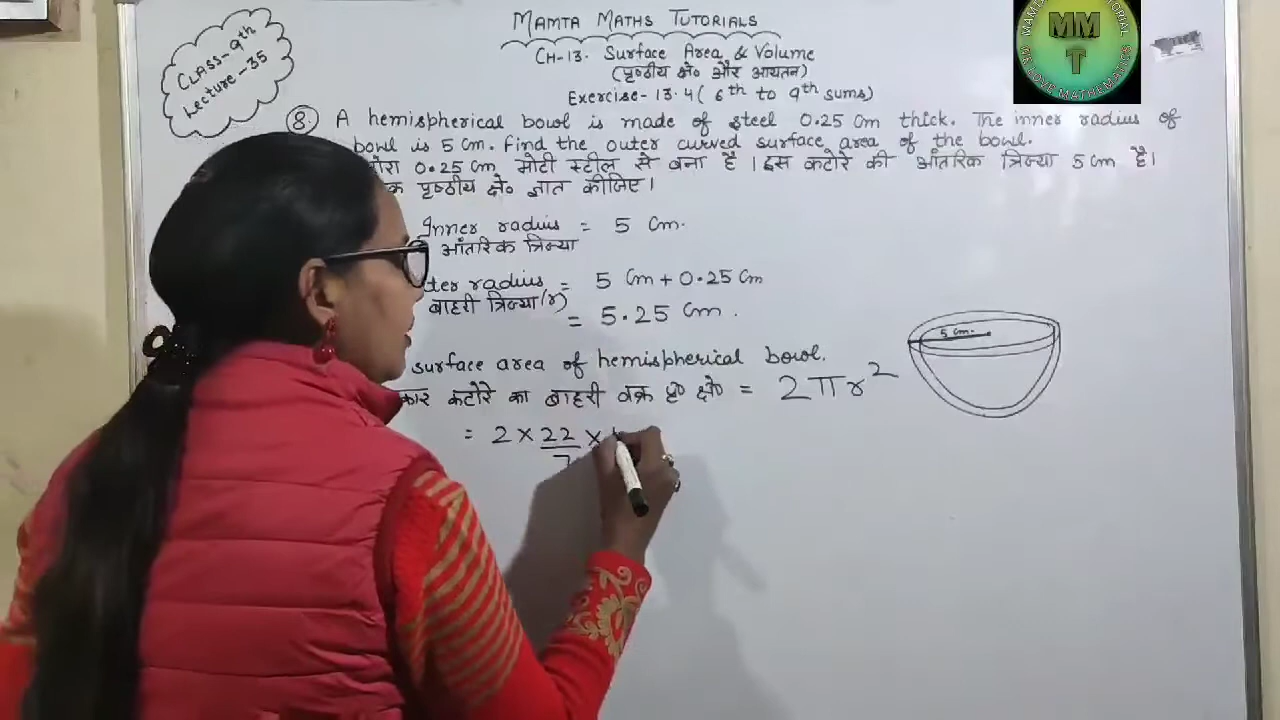 MAMTA MATHS TUTORIALS
CLASS-9th
Lecture-35
CH-13. Surface Area & Volume
(पृष्ठीय क्षे० और आयतन)
Exercise-13.4 (6th to 9th sums)
MM
T
WE LOVE MATHEMATICS
8. A hemispherical bowl is made of steel 0.25 cm thick. The inner radius of
bowl is 5 cm. Find the outer curved surface area of the bowl.
0.25 cm मोटी स्टील से बना है। इस कटोरे की आंतरिक त्रिज्या 5 cm है।
पृष्ठीय क्षे० ज्ञात कीजिए।
Inner radius = 5 cm.
आंतरिक त्रिज्या
radius = 5 cm + 0.25 cm
बाहरी त्रिज्या (r)
= 5.25 cm.
5 cm.
surface area of hemispherical bowl.
कटोरे का बाहरी वक्र पृ० क्षे० = 2πr²
= 2 × 22/7 ×